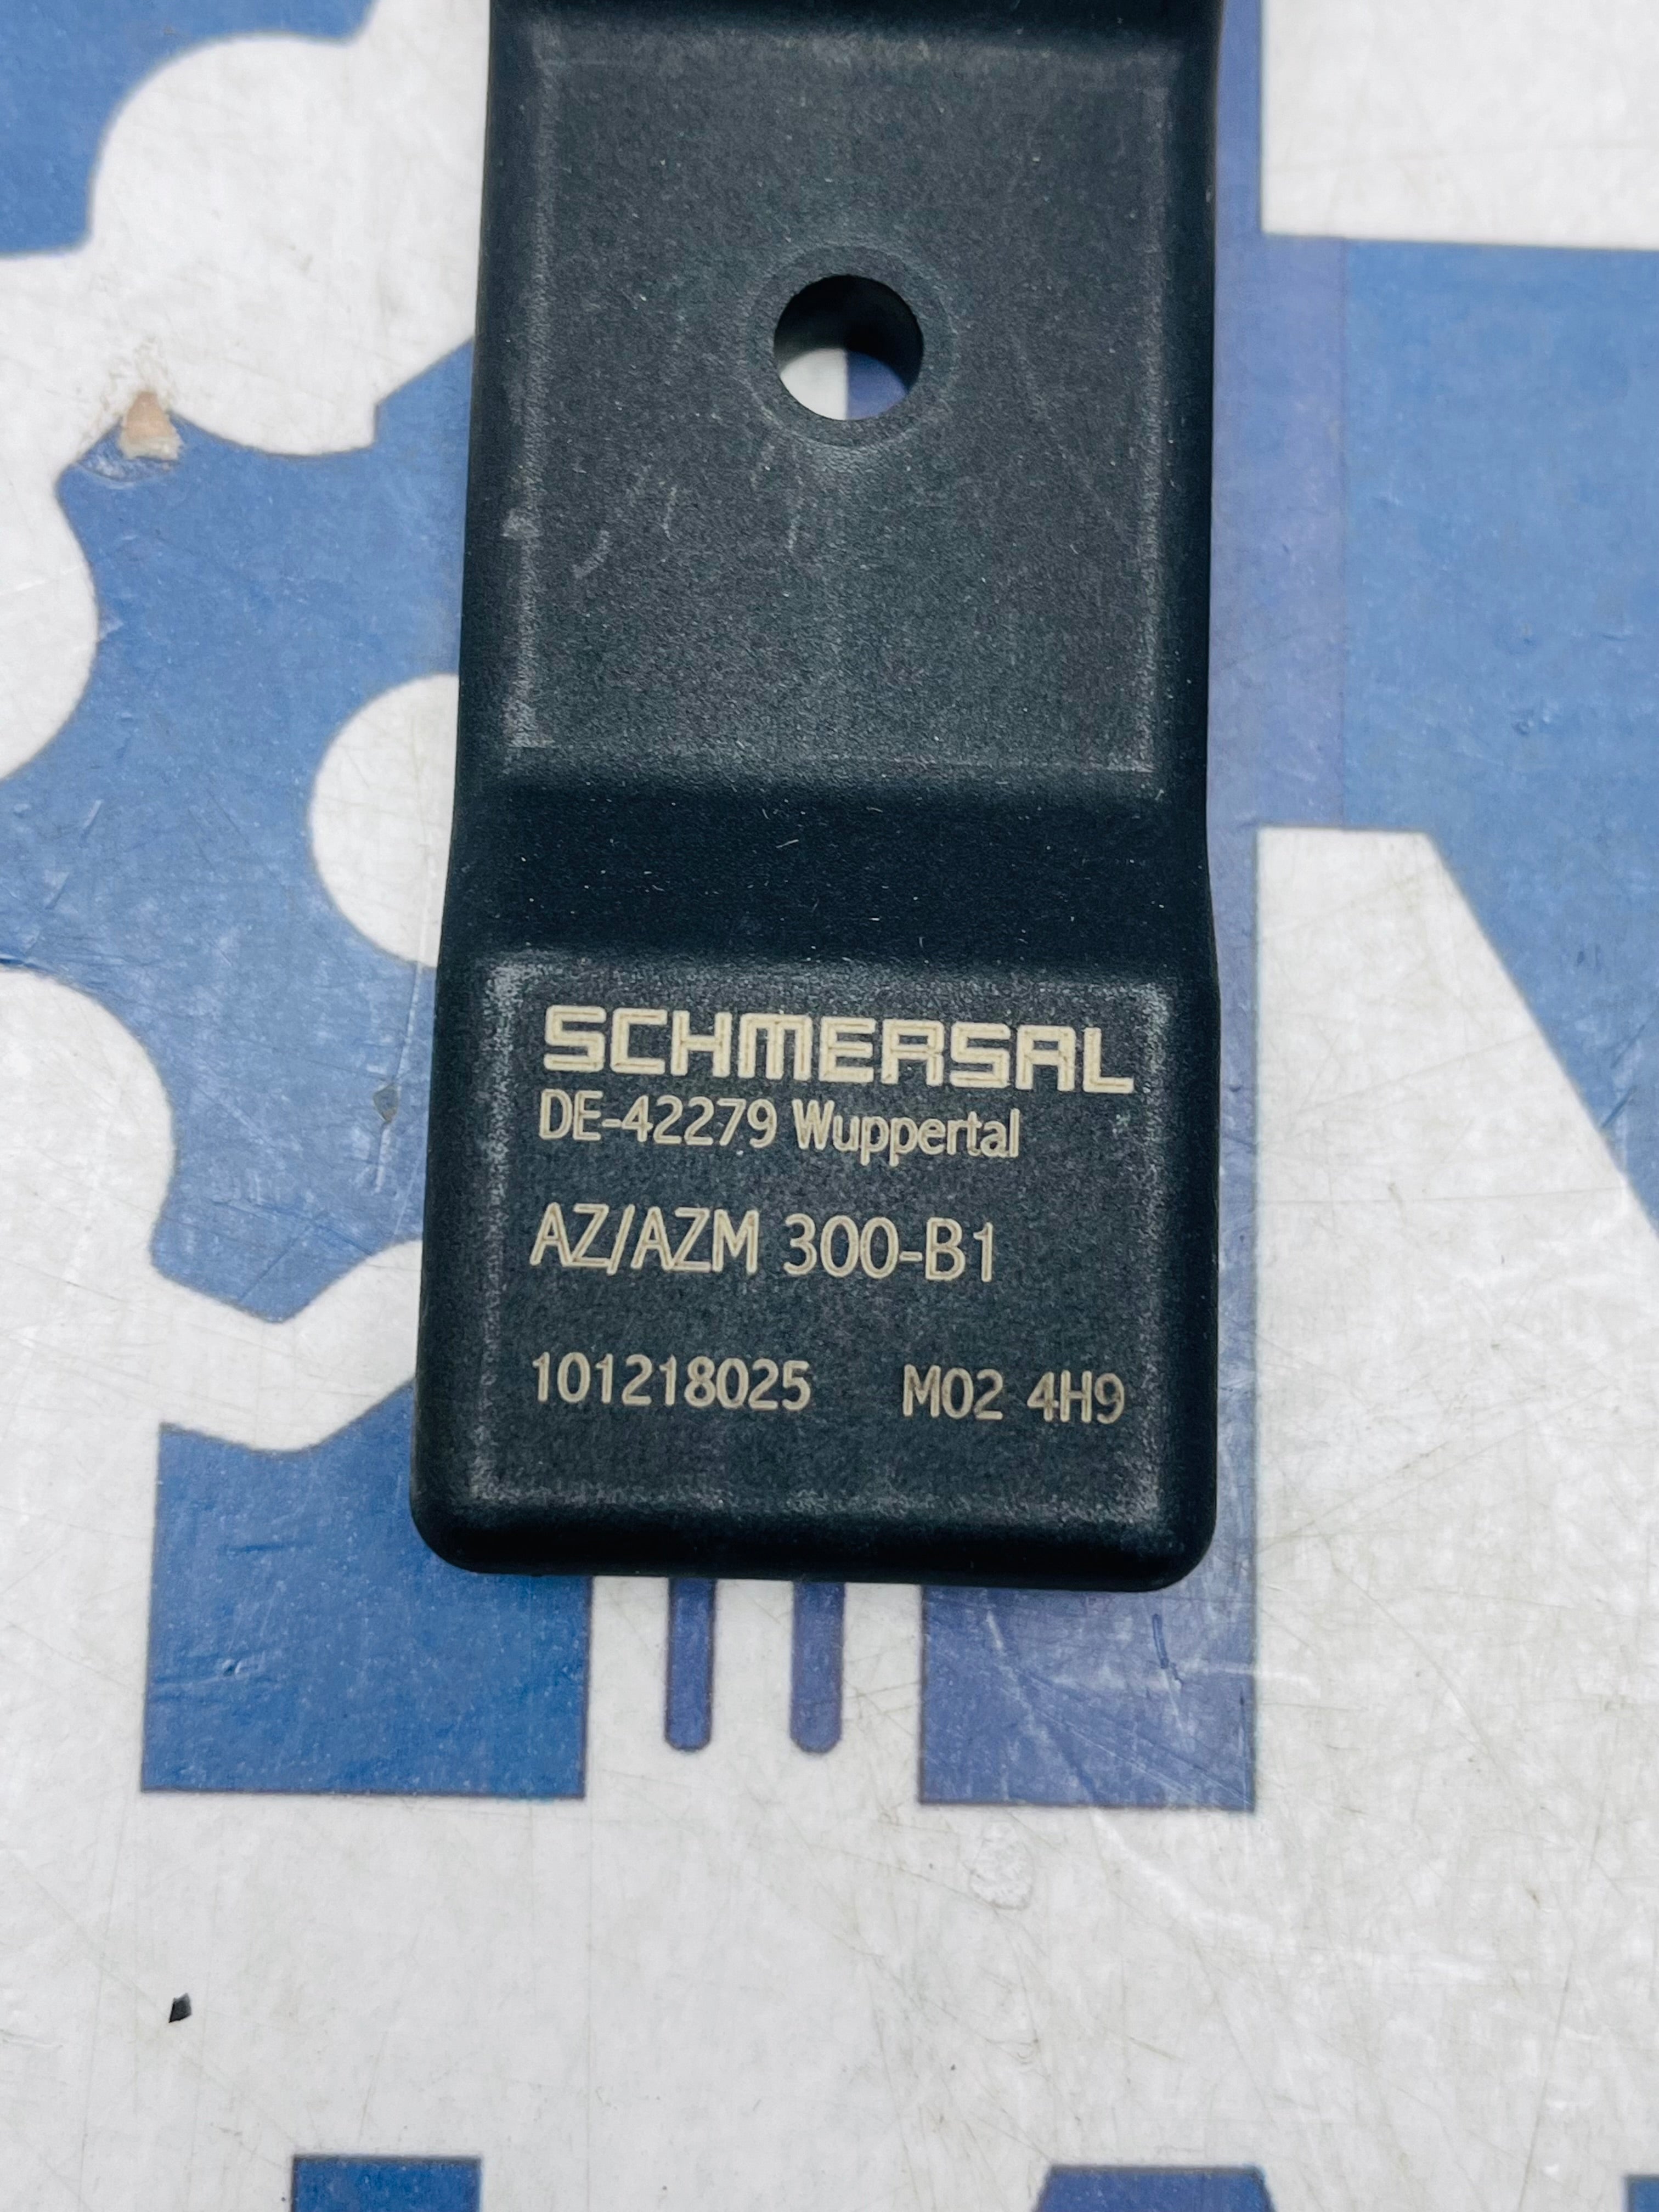 SCHMERSAL
DE-42279 Wuppertal
AZ/AZM 300-B1
101218025 M02 4H9